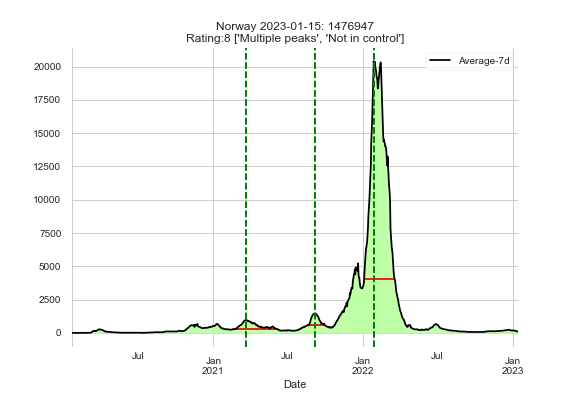 Norway 2023-01-15: 1476947
Rating:8 ['Multiple peaks', 'Not in control']
Average-7d
20000
17500
15000
12500
10000
7500
5000
2500
0
Jul
Jan
2021
Jul
Jan
2022
Jul
Jan
2023
Date